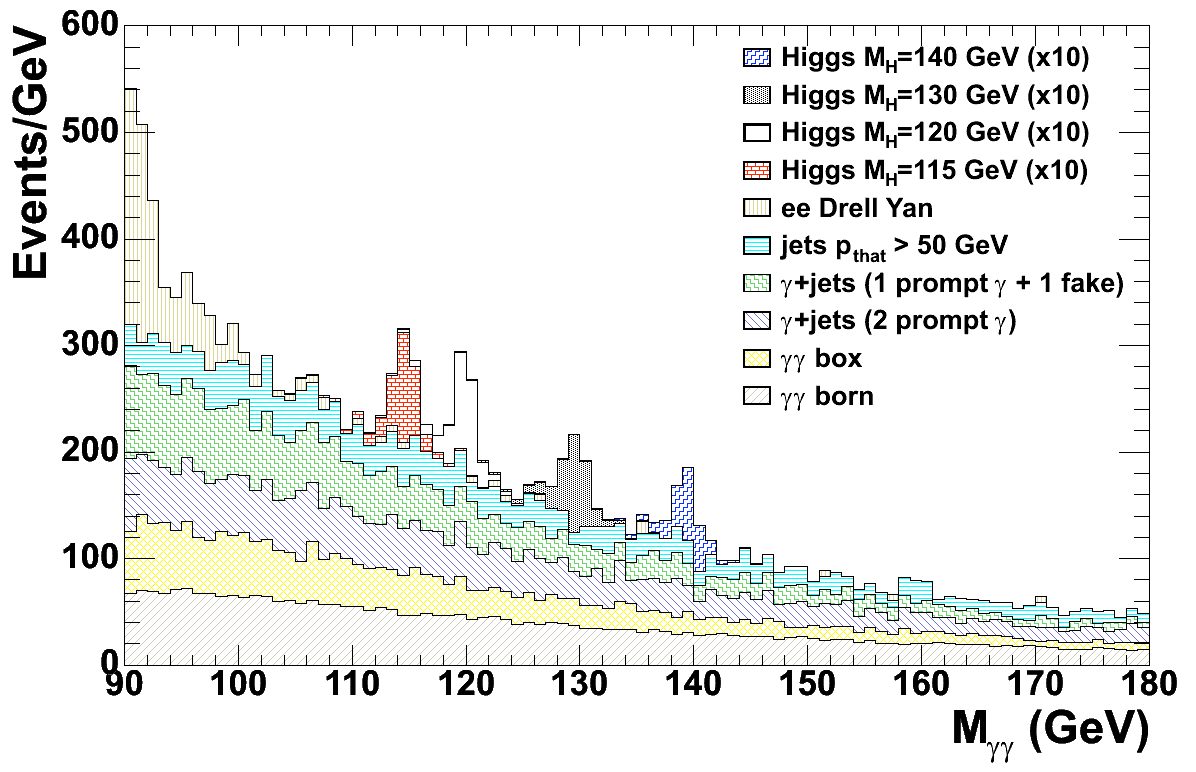 Events/GeV
600
500
400
300
200
100
0
Higgs M_H=140 GeV (x10)
Higgs M_H=130 GeV (x10)
Higgs M_H=120 GeV (x10)
Higgs M_H=115 GeV (x10)
ee Drell Yan
jets p_that > 50 GeV
γ+jets (1 prompt γ + 1 fake)
γ+jets (2 prompt γ)
γγ box
γγ born
90 100 110 120 130 140 150 160 170 180
M_γγ (GeV)